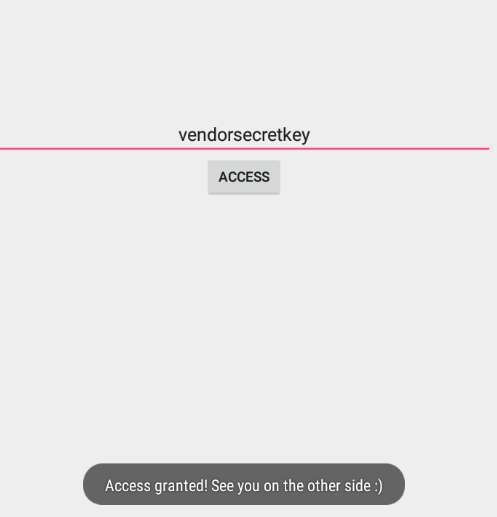 vendorsecretkey
ACCESS
Access granted! See you on the other side :)